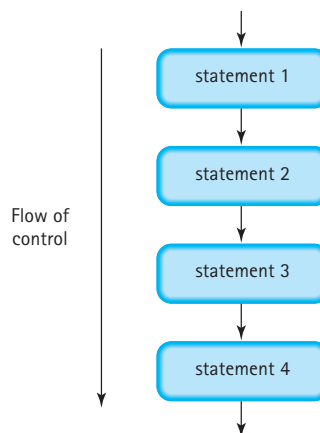 statement 1
statement 2
Flow of
control
statement 3
statement 4